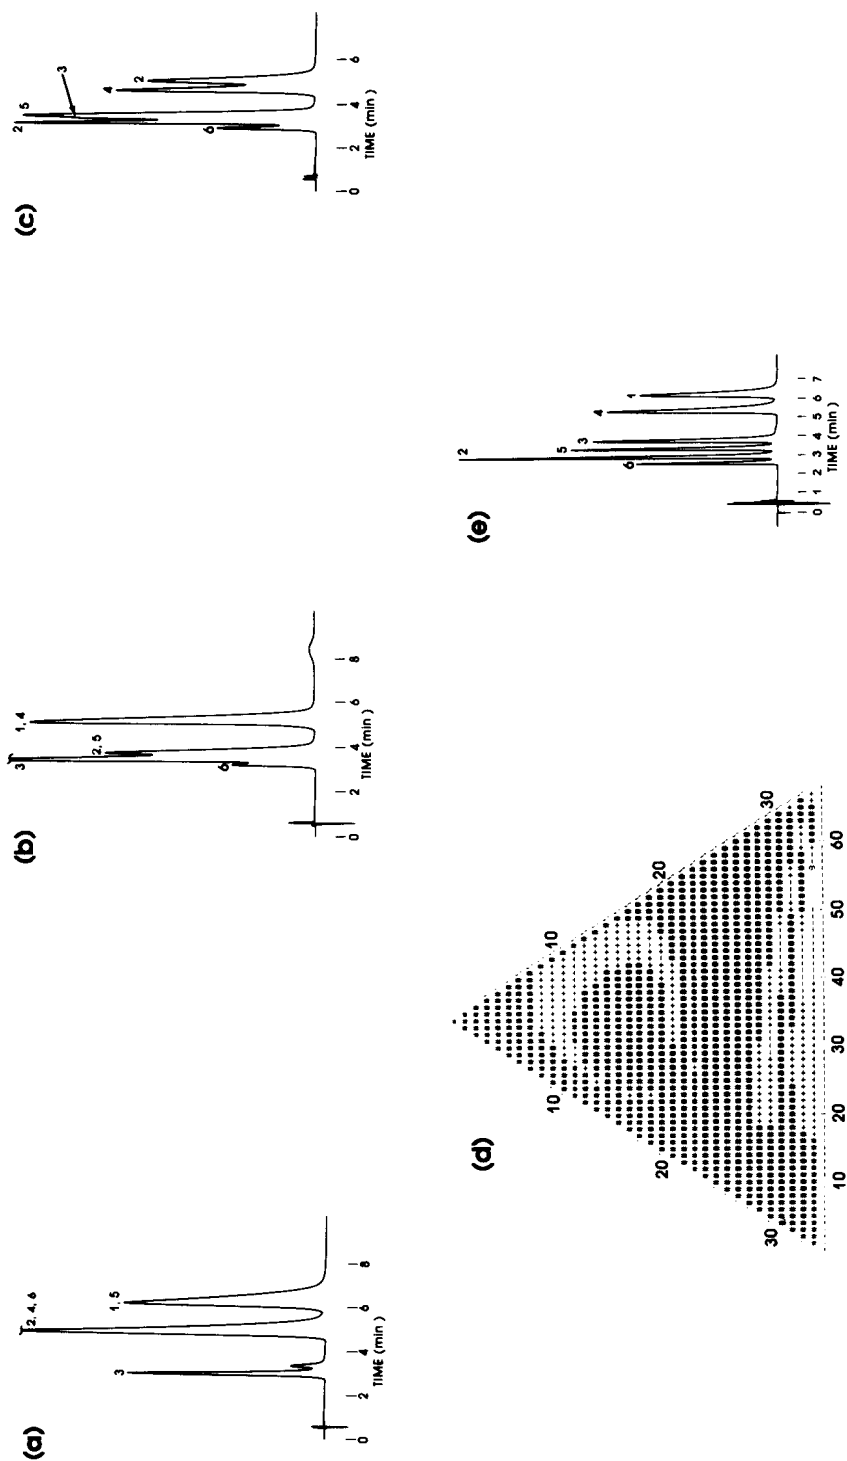 (a)
2, 4, 6
3
1, 5
0 2 4 6 8
TIME (min)
(b)
3
1, 4
2, 5
6
0 2 4 6 8
TIME (min)
(c)
2
5
3
4
2
6
0 2 4 6
TIME (min)
(d)
10 10
20 20
30 30
10 20 30 40 50 60
(e)
2
5
3
4
6
1
0 1 2 3 4 5 6 7
TIME (min)